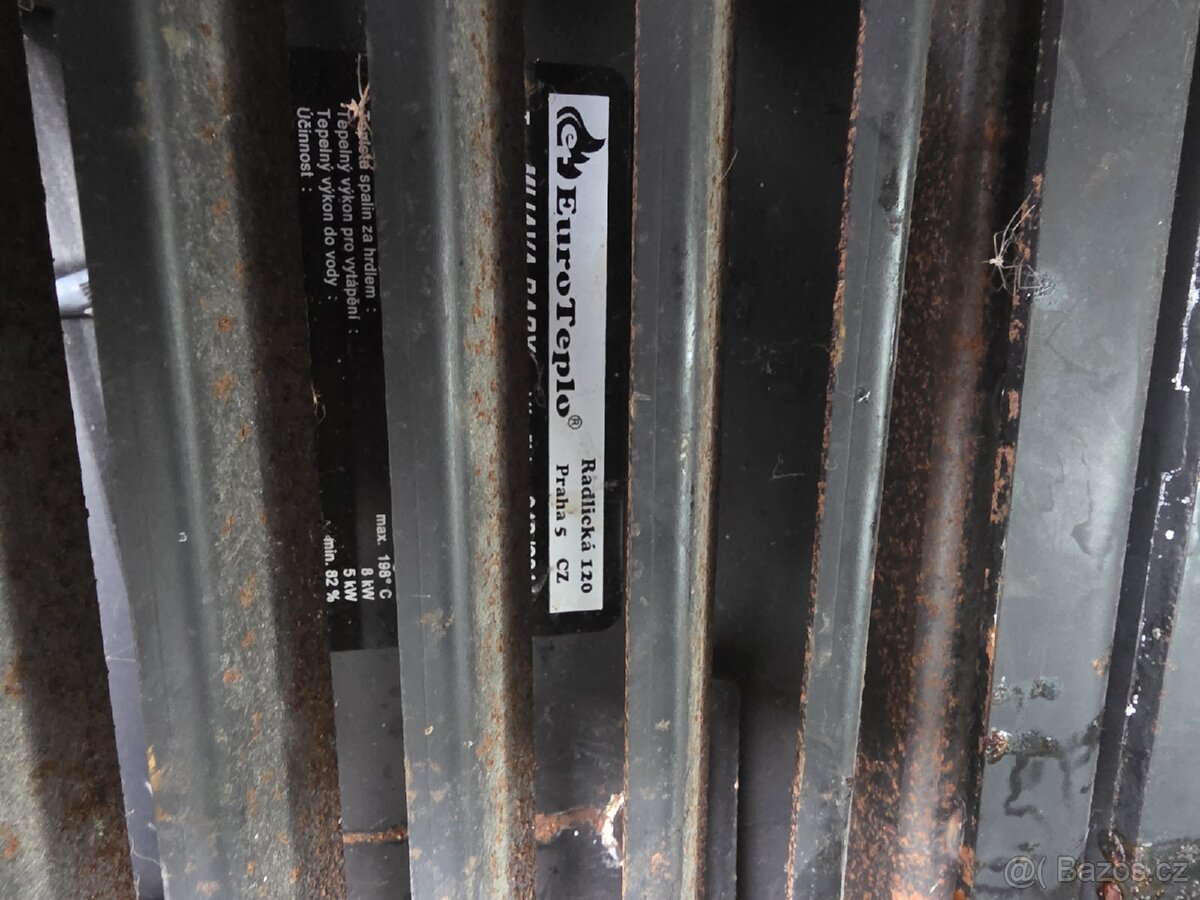 EuroTeplo®
Radlická 120
Praha 5 CZ
spalin za hrdlem :
max. 198° C
Tepelný výkon pro vytápění :
8 kW
Tepelný výkon do vody :
5 kW
Účinnost :
min. 82 %
@( Bazos.cz